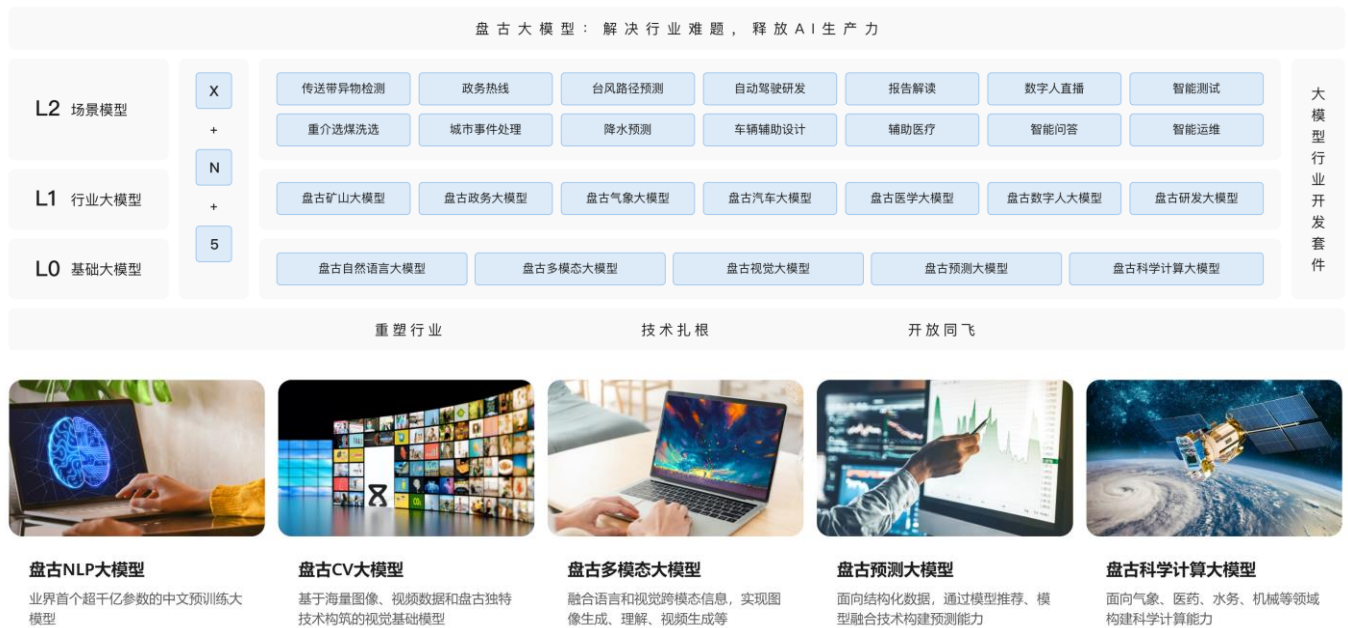 盘古大模型：解决行业难题，释放AI生产力
L2 场景模型
X
+
N
+
5
传送带异物检测
政务热线
台风路径预测
自动驾驶研发
报告解读
数字人直播
智能测试
重介选煤洗选
城市事件处理
降水预测
车辆辅助设计
辅助医疗
智能问答
智能运维
L1 行业大模型
盘古矿山大模型
盘古政务大模型
盘古气象大模型
盘古汽车大模型
盘古医学大模型
盘古数字人大模型
盘古研发大模型
L0 基础大模型
盘古自然语言大模型
盘古多模态大模型
盘古视觉大模型
盘古预测大模型
盘古科学计算大模型
大模型行业开发套件
重塑行业
技术扎根
开放同飞
盘古NLP大模型
业界首个超千亿参数的中文预训练大
模型
盘古CV大模型
基于海量图像、视频数据和盘古独特
技术构筑的视觉基础模型
盘古多模态大模型
融合语言和视觉跨模态信息，实现图
像生成、理解、视频生成等
盘古预测大模型
面向结构化数据，通过模型推荐、模
型融合技术构建预测能力
盘古科学计算大模型
面向气象、医药、水务、机械等领域
构建科学计算能力